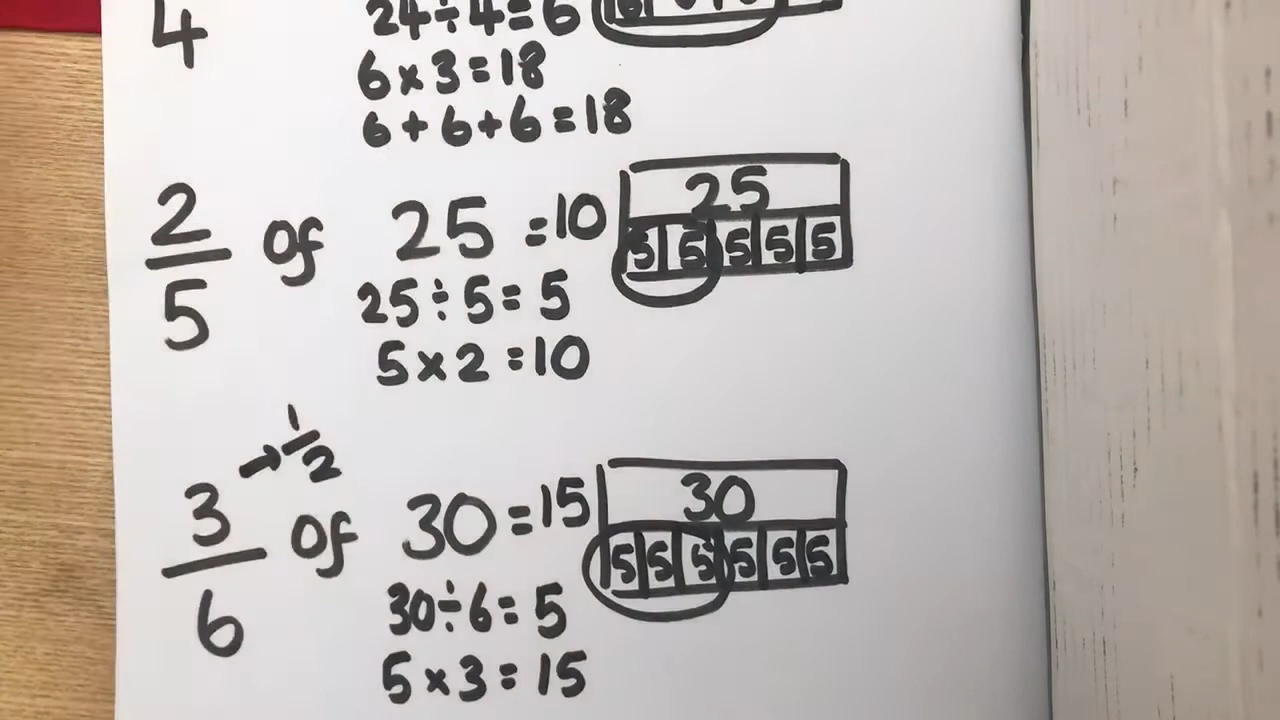 4
24÷4=6
6×3=18
6+6+6=18
2/5 of 25 =10
25
5 5 5 5 5
25÷5=5
5×2=10
→1/2
3/6 of 30=15
30
5 5 5 5 5 5
30÷6=5
5×3=15